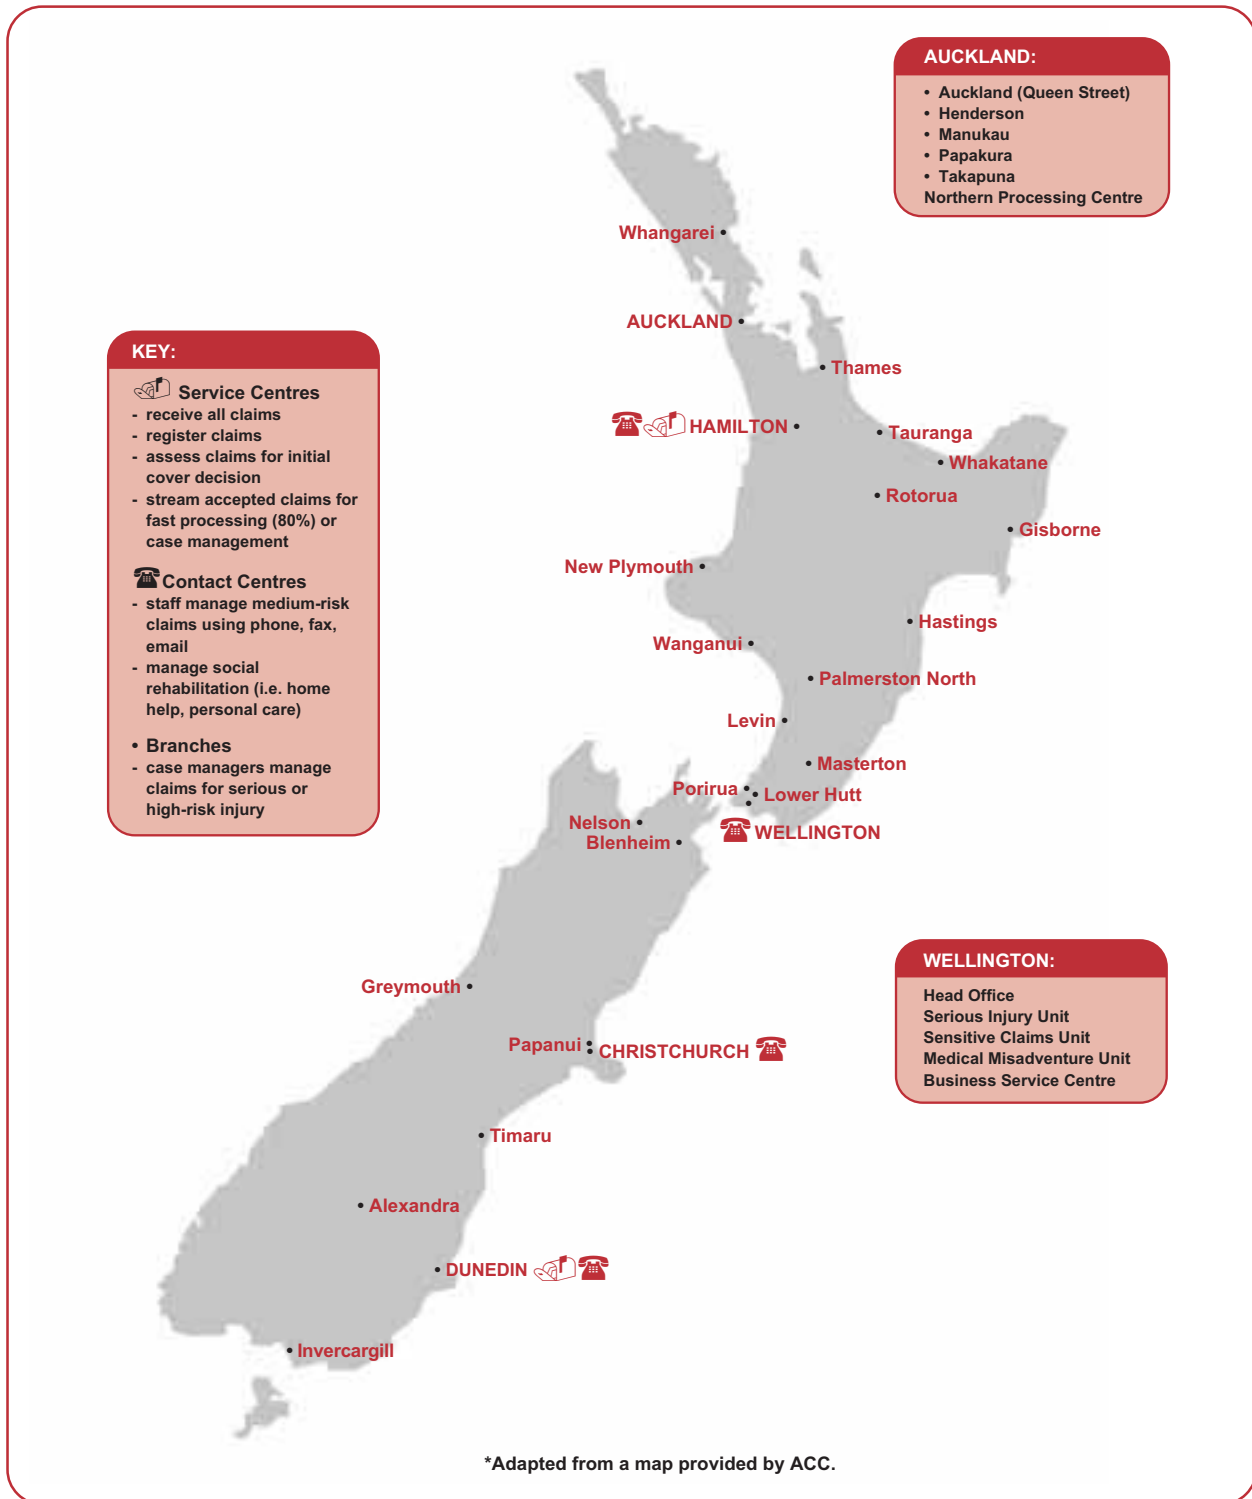 AUCKLAND:
• Auckland (Queen Street)
• Henderson
• Manukau
• Papakura
• Takapuna
Northern Processing Centre
Whangarei
AUCKLAND
Thames
HAMILTON
Tauranga
Whakatane
Rotorua
Gisborne
New Plymouth
Hastings
Wanganui
Palmerston North
Levin
Masterton
Porirua
Lower Hutt
WELLINGTON
Nelson
Blenheim
Greymouth
Papanui
CHRISTCHURCH
Timaru
Alexandra
DUNEDIN
Invercargill
KEY:
Service Centres
- receive all claims
- register claims
- assess claims for initial
cover decision
- stream accepted claims for
fast processing (80%) or
case management
Contact Centres
- staff manage medium-risk
claims using phone, fax,
email
- manage social
rehabilitation (i.e. home
help, personal care)
• Branches
- case managers manage
claims for serious or
high-risk injury
WELLINGTON:
Head Office
Serious Injury Unit
Sensitive Claims Unit
Medical Misadventure Unit
Business Service Centre
*Adapted from a map provided by ACC.